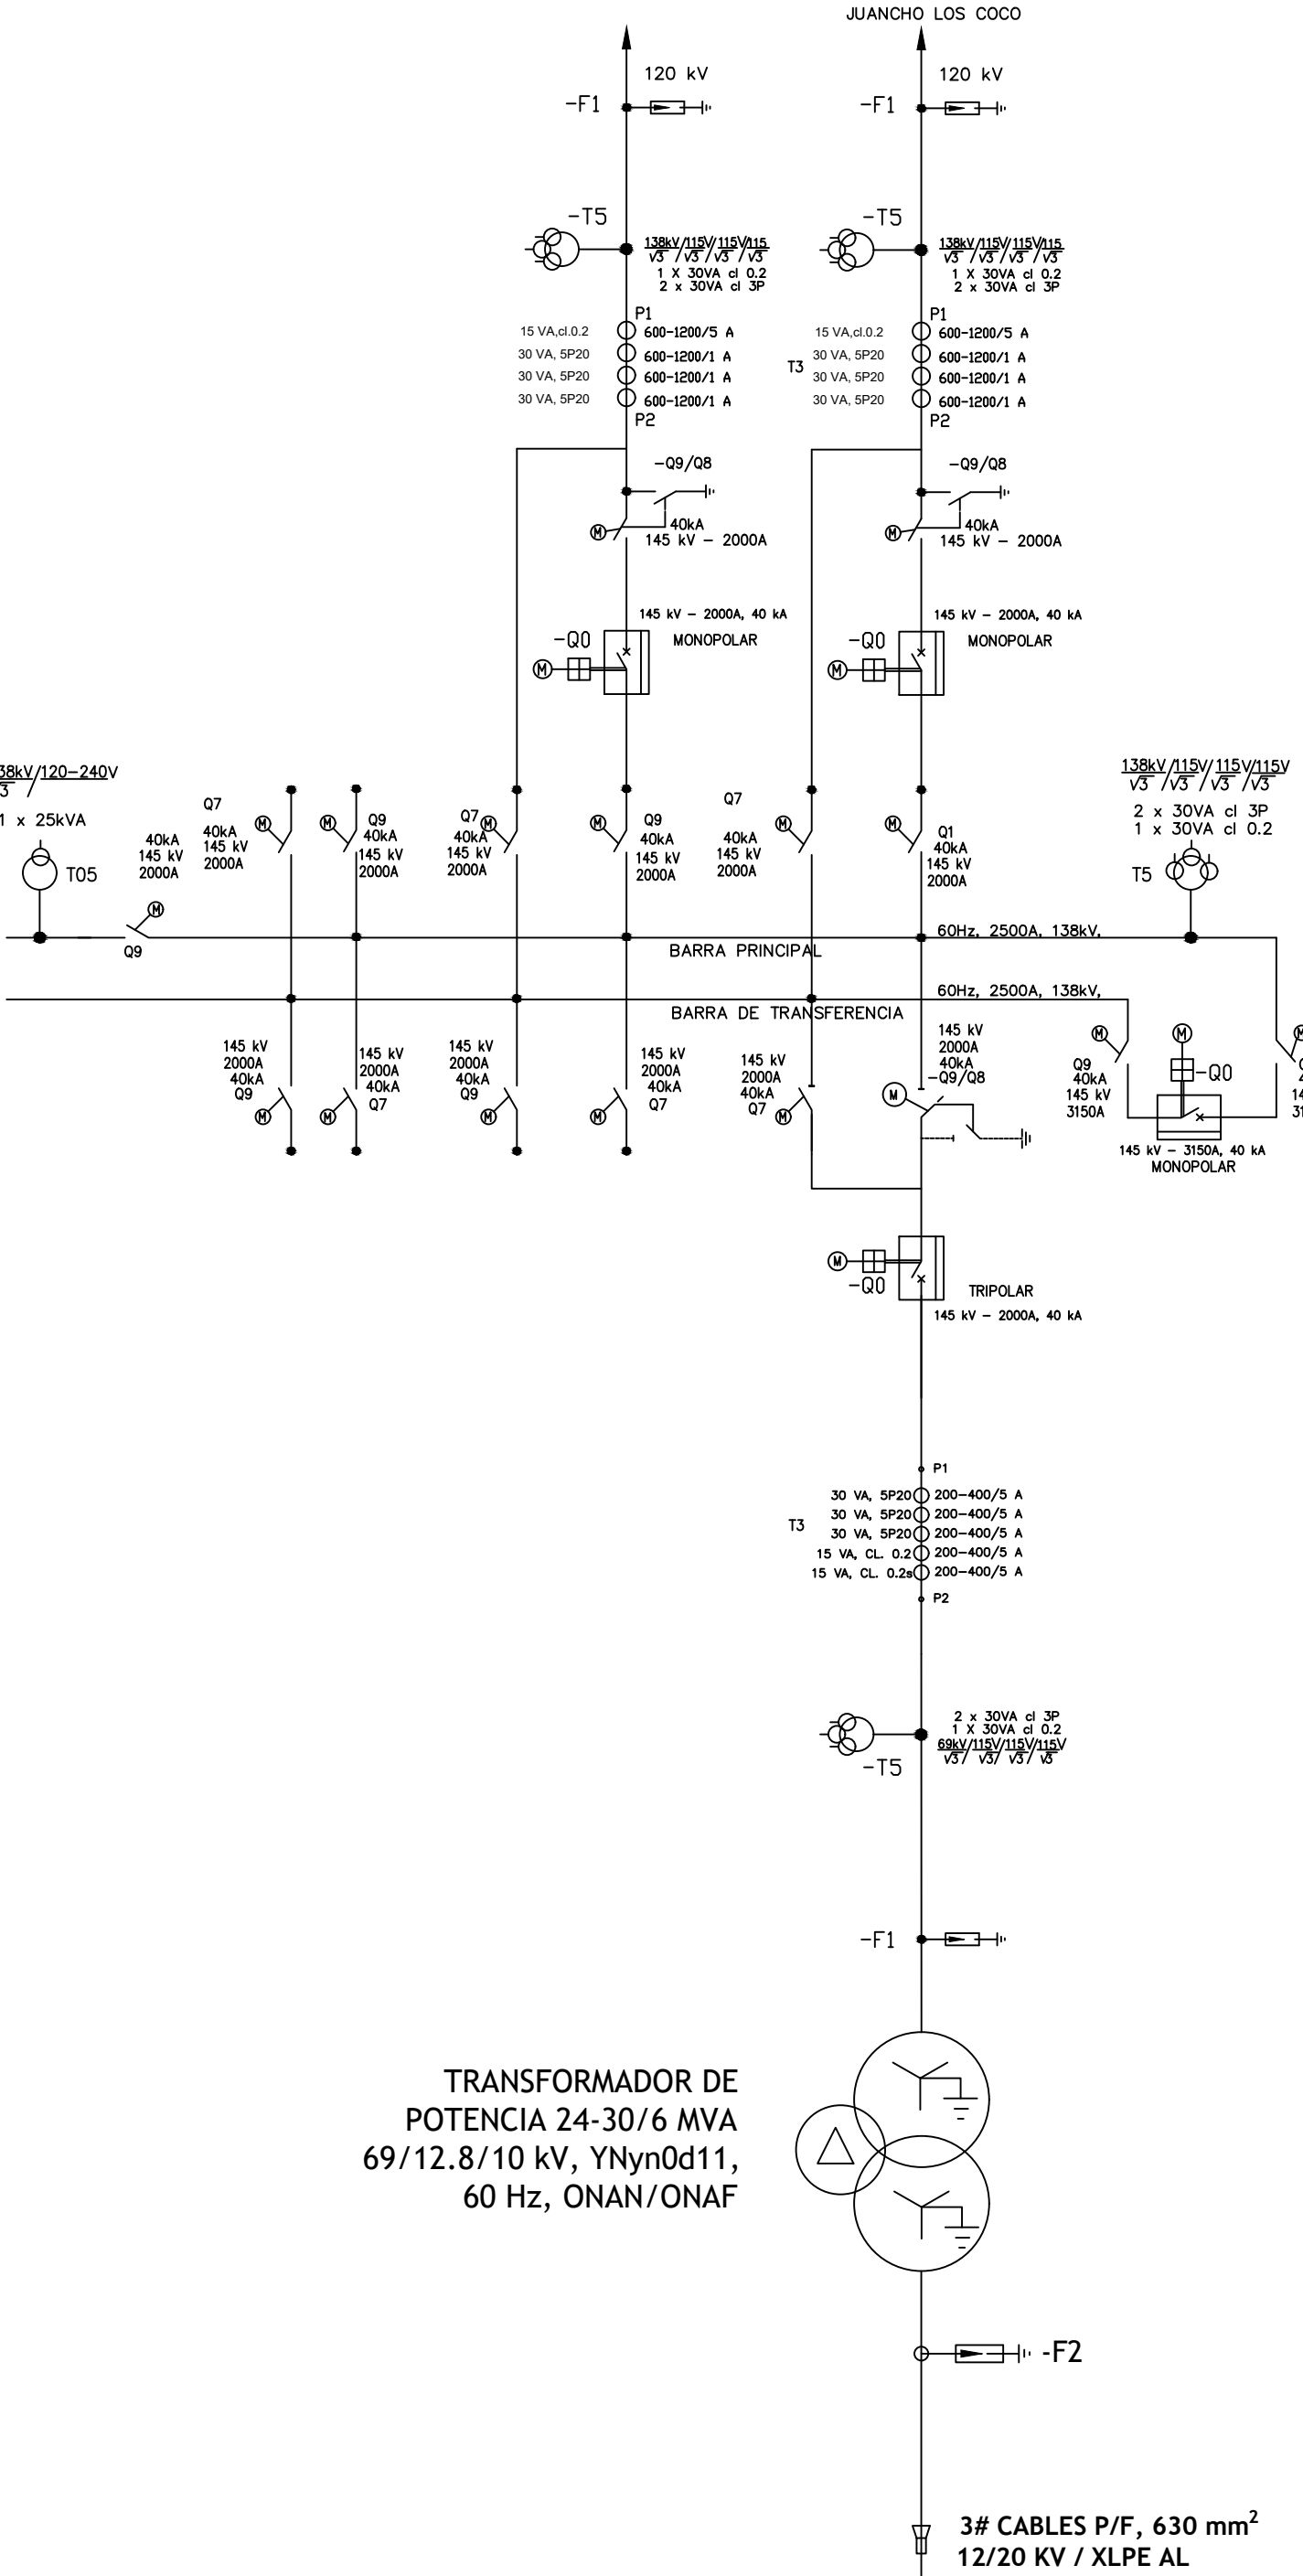 JUANCHO LOS COCO
120 kV
-F1
120 kV
-F1
-T5
138kV/115V/115V/115
√3 /√3 /√3 /√3
1 X 30VA cl 0.2
2 x 30VA cl 3P
-T5
138kV/115V/115V/115
√3 /√3 /√3 /√3
1 X 30VA cl 0.2
2 x 30VA cl 3P
P1
15 VA,cl.0.2 600-1200/5 A
30 VA, 5P20 600-1200/1 A
30 VA, 5P20 600-1200/1 A
30 VA, 5P20 600-1200/1 A
P2
T3
P1
15 VA,cl.0.2 600-1200/5 A
30 VA, 5P20 600-1200/1 A
30 VA, 5P20 600-1200/1 A
30 VA, 5P20 600-1200/1 A
P2
-Q9/Q8
M
40kA
145 kV - 2000A
-Q9/Q8
M
40kA
145 kV - 2000A
145 kV - 2000A, 40 kA
MONOPOLAR
-Q0
M
145 kV - 2000A, 40 kA
MONOPOLAR
-Q0
M
38kV/120-240V
1 x 25kVA
T05
40kA
145 kV
2000A
M
Q9
Q7
40kA
145 kV
2000A
M
M
Q9
40kA
145 kV
2000A
Q7
M
40kA
145 kV
2000A
M
Q9
40kA
145 kV
2000A
Q7
M
40kA
145 kV
2000A
M
Q1
40kA
145 kV
2000A
138kV/115V/115V/115V
√3 /√3 /√3 /√3
2 x 30VA cl 3P
1 x 30VA cl 0.2
T5
60Hz, 2500A, 138kV,
BARRA PRINCIPAL
60Hz, 2500A, 138kV,
BARRA DE TRANSFERENCIA
145 kV
2000A
40kA
Q9
M
145 kV
2000A
40kA
Q7
M
145 kV
2000A
40kA
Q9
M
145 kV
2000A
40kA
Q7
M
145 kV
2000A
40kA
Q7
M
145 kV
2000A
40kA
-Q9/Q8
M
M
Q9
40kA
145 kV
3150A
M
-Q0
145 kV - 3150A, 40 kA
MONOPOLAR
M
-Q0
TRIPOLAR
145 kV - 2000A, 40 kA
P1
30 VA, 5P20 200-400/5 A
30 VA, 5P20 200-400/5 A
T3 30 VA, 5P20 200-400/5 A
15 VA, CL. 0.2 200-400/5 A
15 VA, CL. 0.2s 200-400/5 A
P2
2 x 30VA cl 3P
1 X 30VA cl 0.2
69kV/115V/115V/115V
√3/ √3/ √3/ √3
-T5
-F1
TRANSFORMADOR DE
POTENCIA 24-30/6 MVA
69/12.8/10 kV, YNyn0d11,
60 Hz, ONAN/ONAF
-F2
3# CABLES P/F, 630 mm²
12/20 KV / XLPE AL